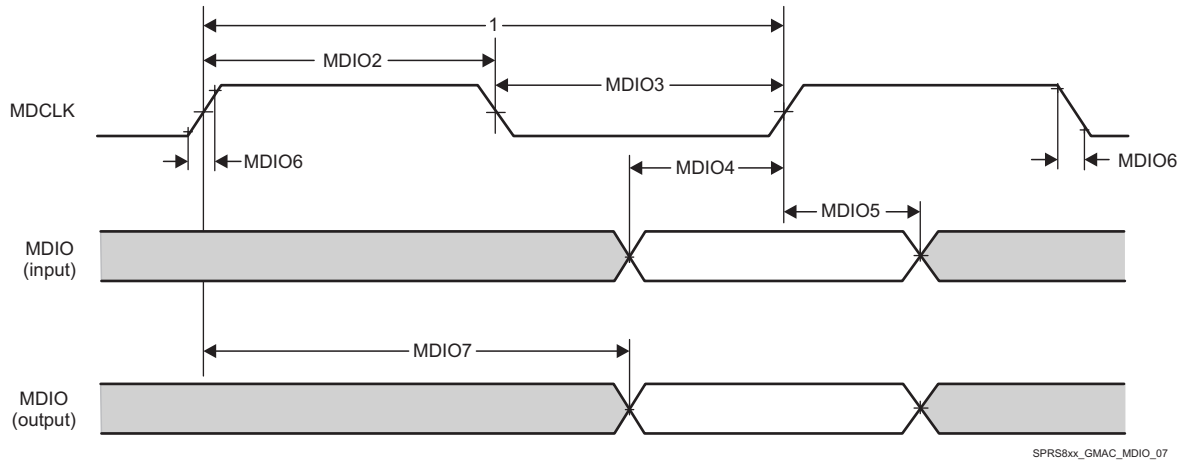 1
MDIO2
MDIO3
MDCLK
MDIO6
MDIO4
MDIO6
MDIO5
MDIO
(input)
MDIO7
MDIO
(output)
SPRS8xx_GMAC_MDIO_07